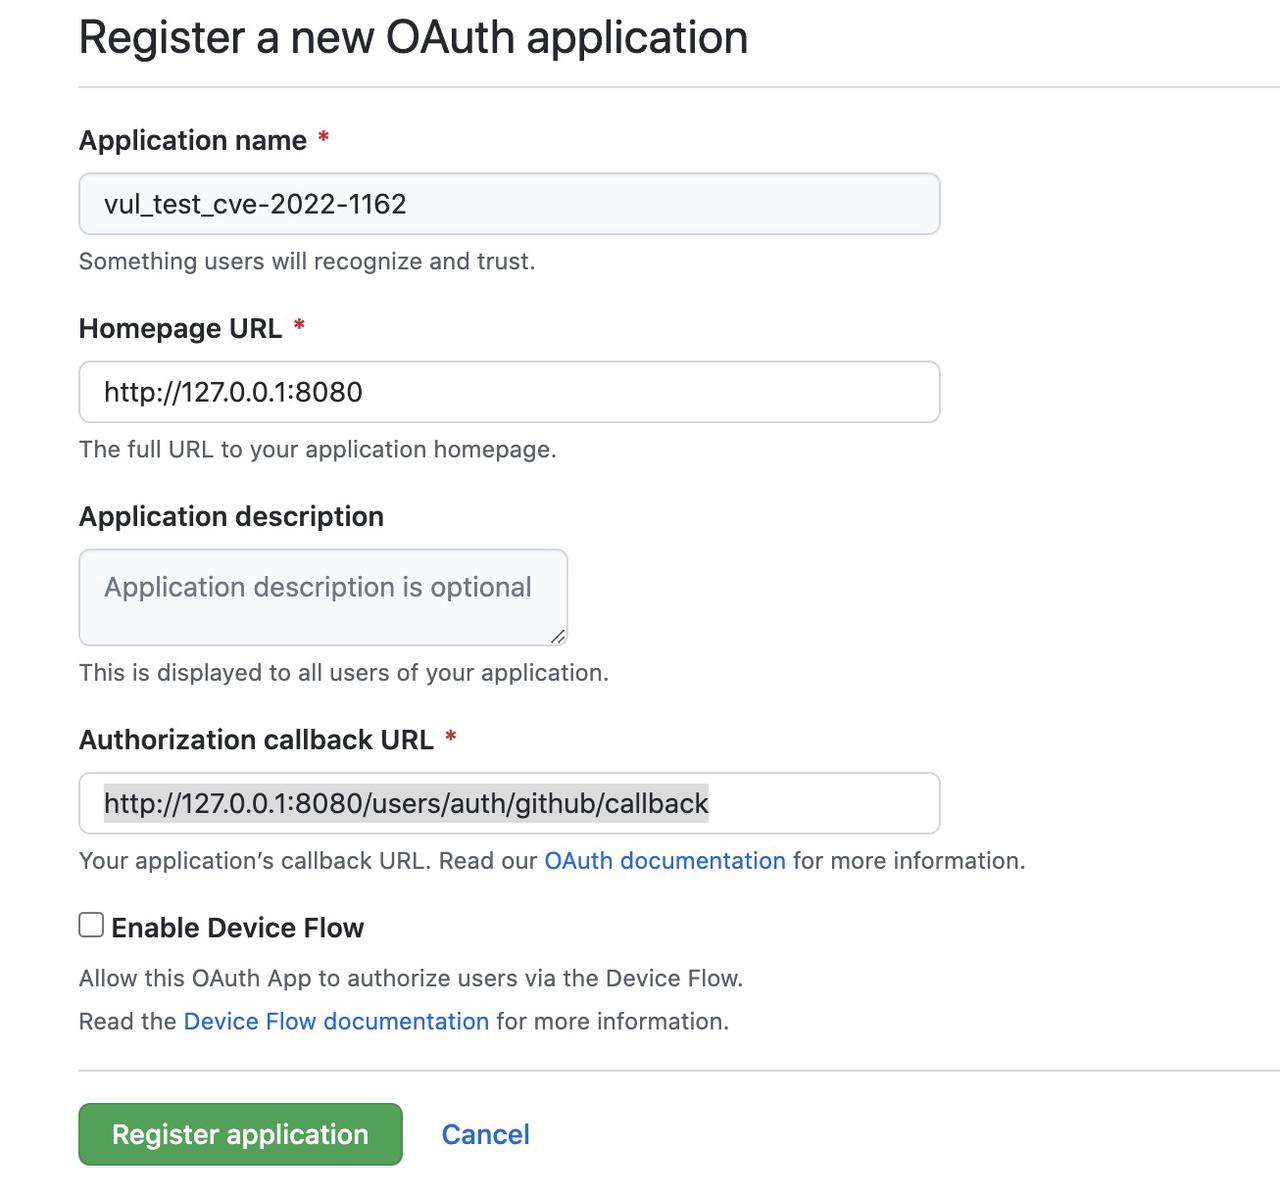 Register a new OAuth application
Application name *
vul_test_cve-2022-1162
Something users will recognize and trust.
Homepage URL *
http://127.0.0.1:8080
The full URL to your application homepage.
Application description
Application description is optional
This is displayed to all users of your application.
Authorization callback URL *
http://127.0.0.1:8080/users/auth/github/callback
Your application’s callback URL. Read our OAuth documentation for more information.
Enable Device Flow
Allow this OAuth App to authorize users via the Device Flow.
Read the Device Flow documentation for more information.
Register application Cancel